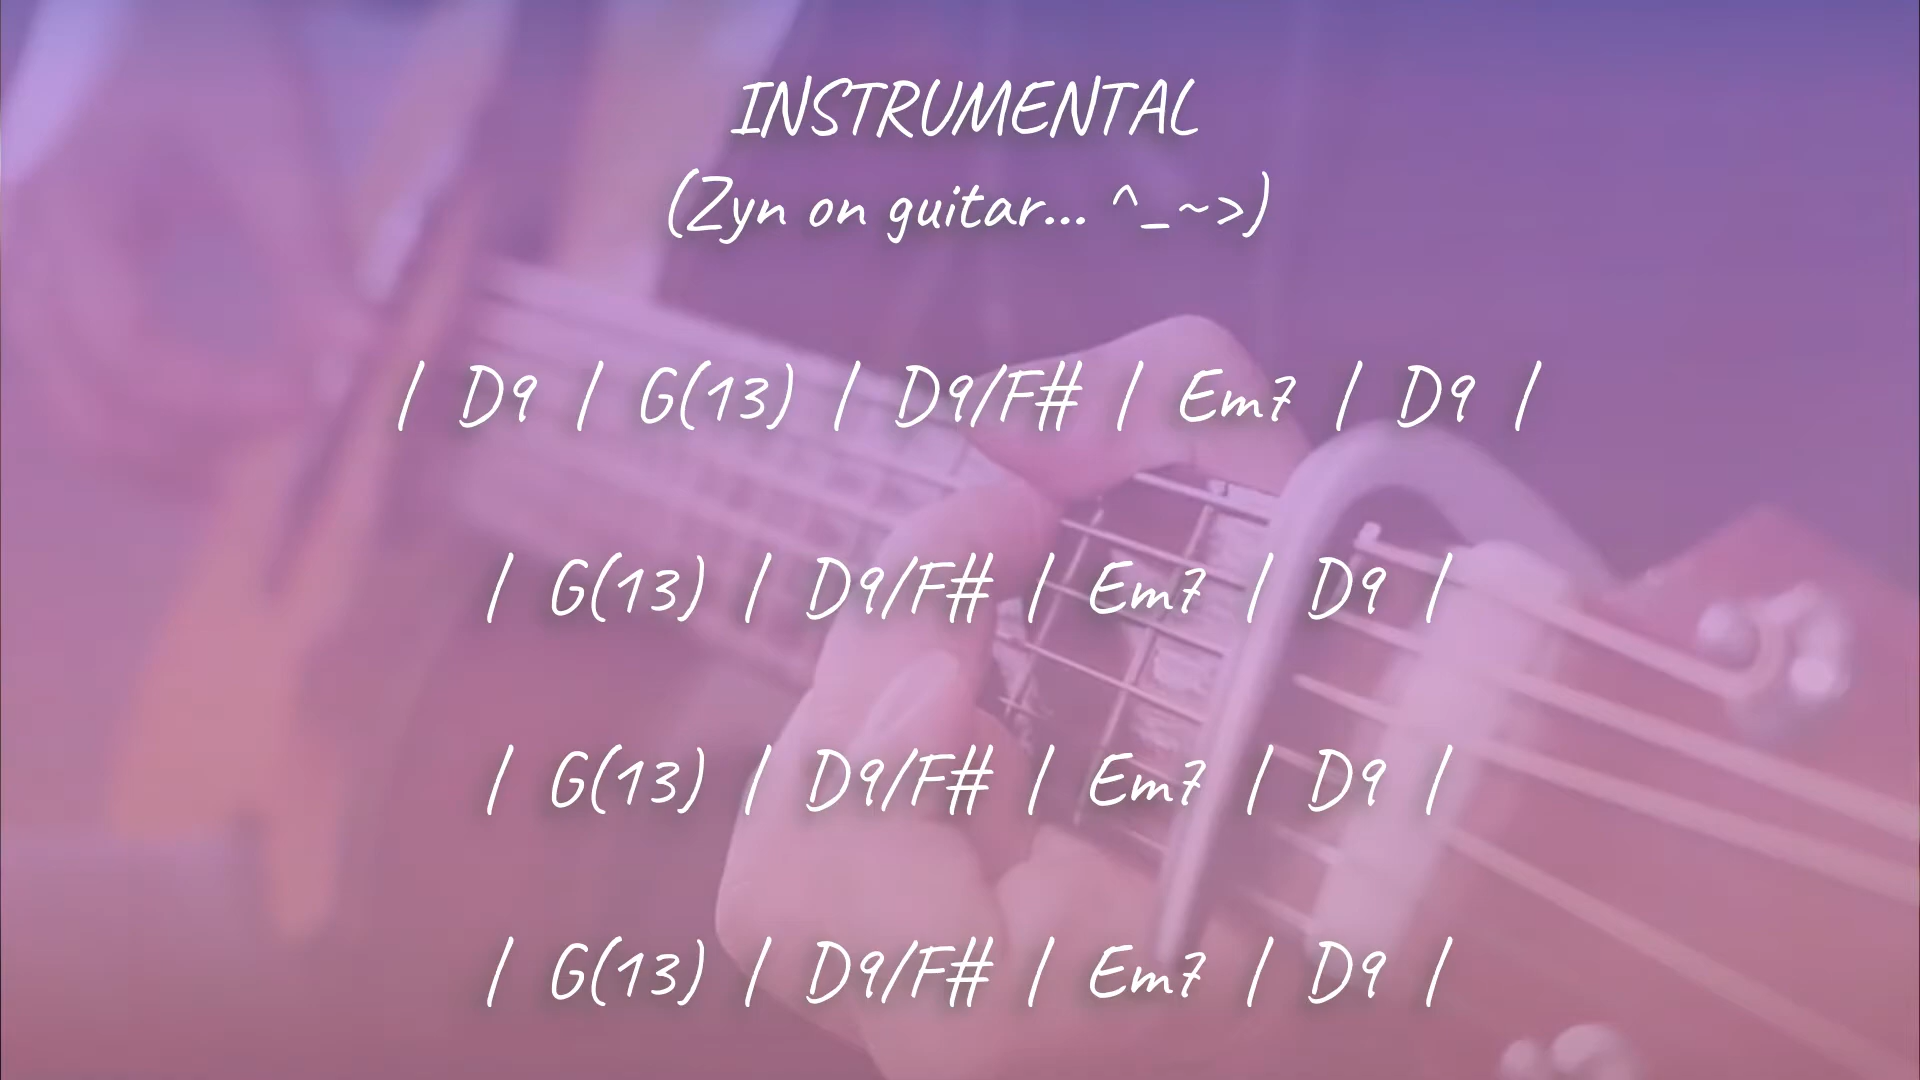 INSTRUMENTAL
(Zyn on guitar... ^_~>)
| D9 | G(13) | D9/F# | Em7 | D9 |
| G(13) | D9/F# | Em7 | D9 |
| G(13) | D9/F# | Em7 | D9 |
| G(13) | D9/F# | Em7 | D9 |